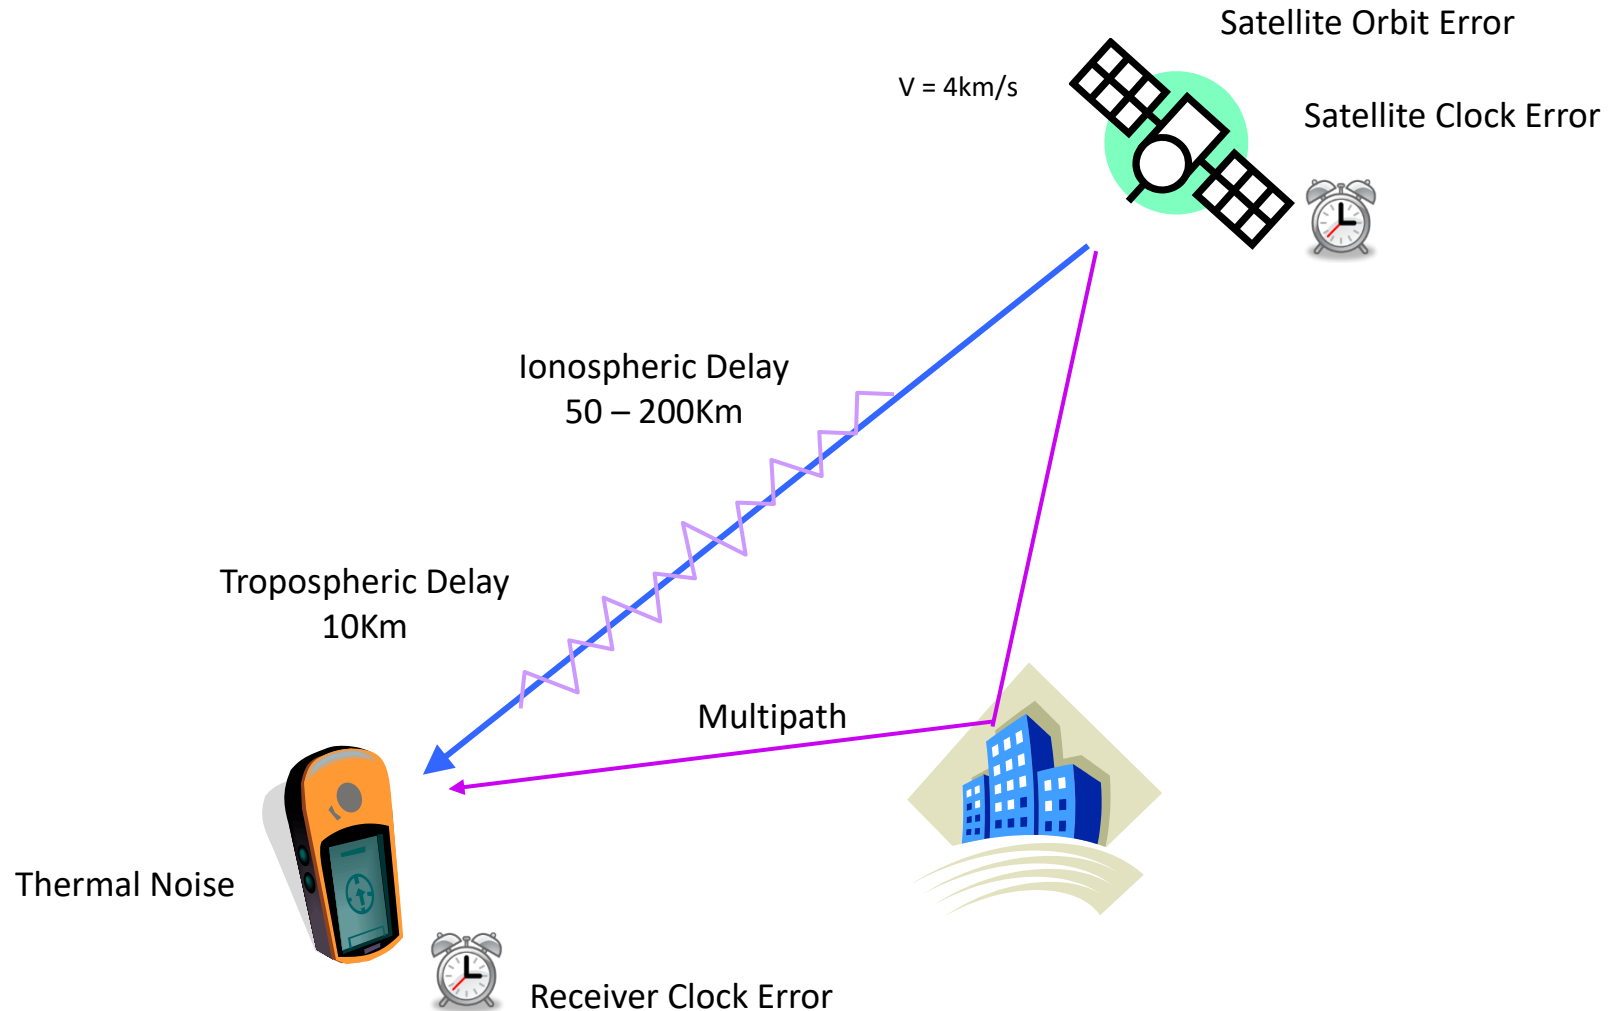 Satellite Orbit Error
V = 4km/s
Satellite Clock Error
Ionospheric Delay
50 – 200Km
Tropospheric Delay
10Km
Multipath
Thermal Noise
Receiver Clock Error